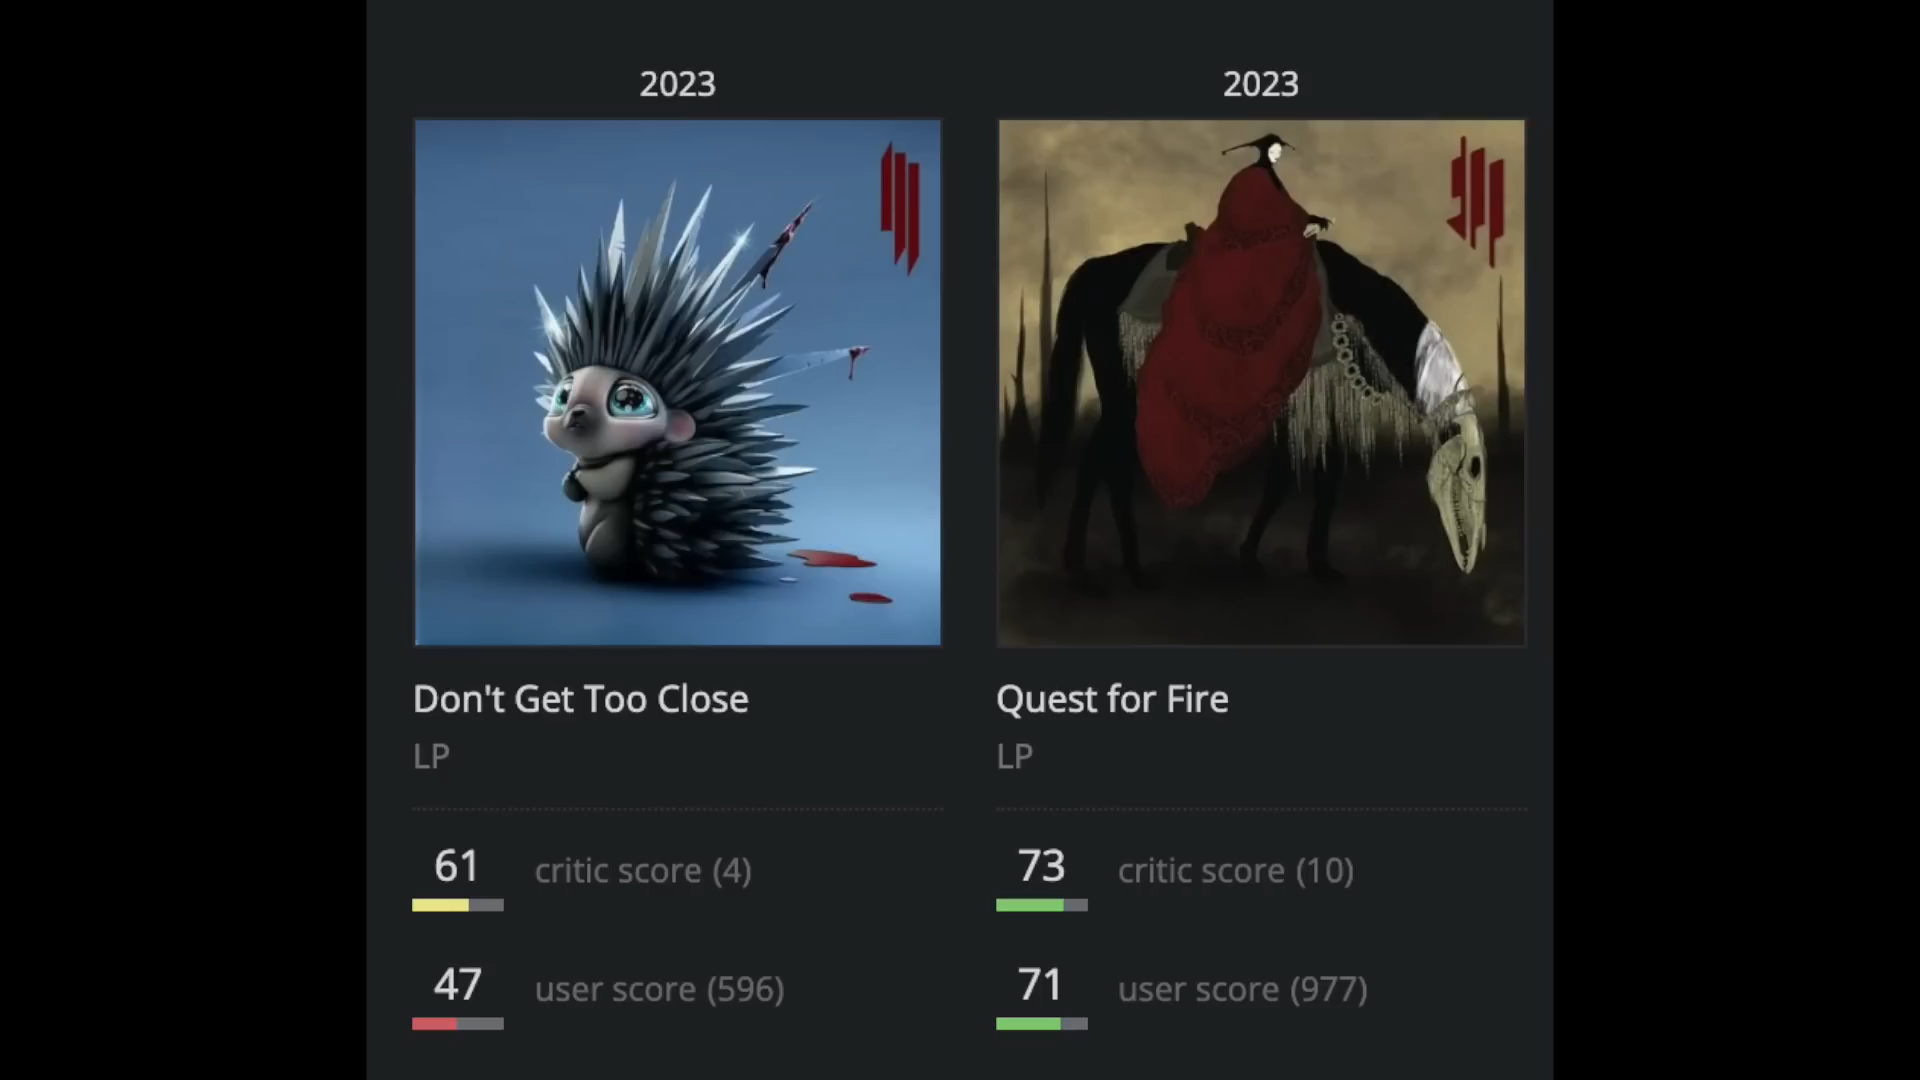 2023
Don't Get Too Close
LP
61 critic score (4)
47 user score (596)
2023
Quest for Fire
LP
73 critic score (10)
71 user score (977)